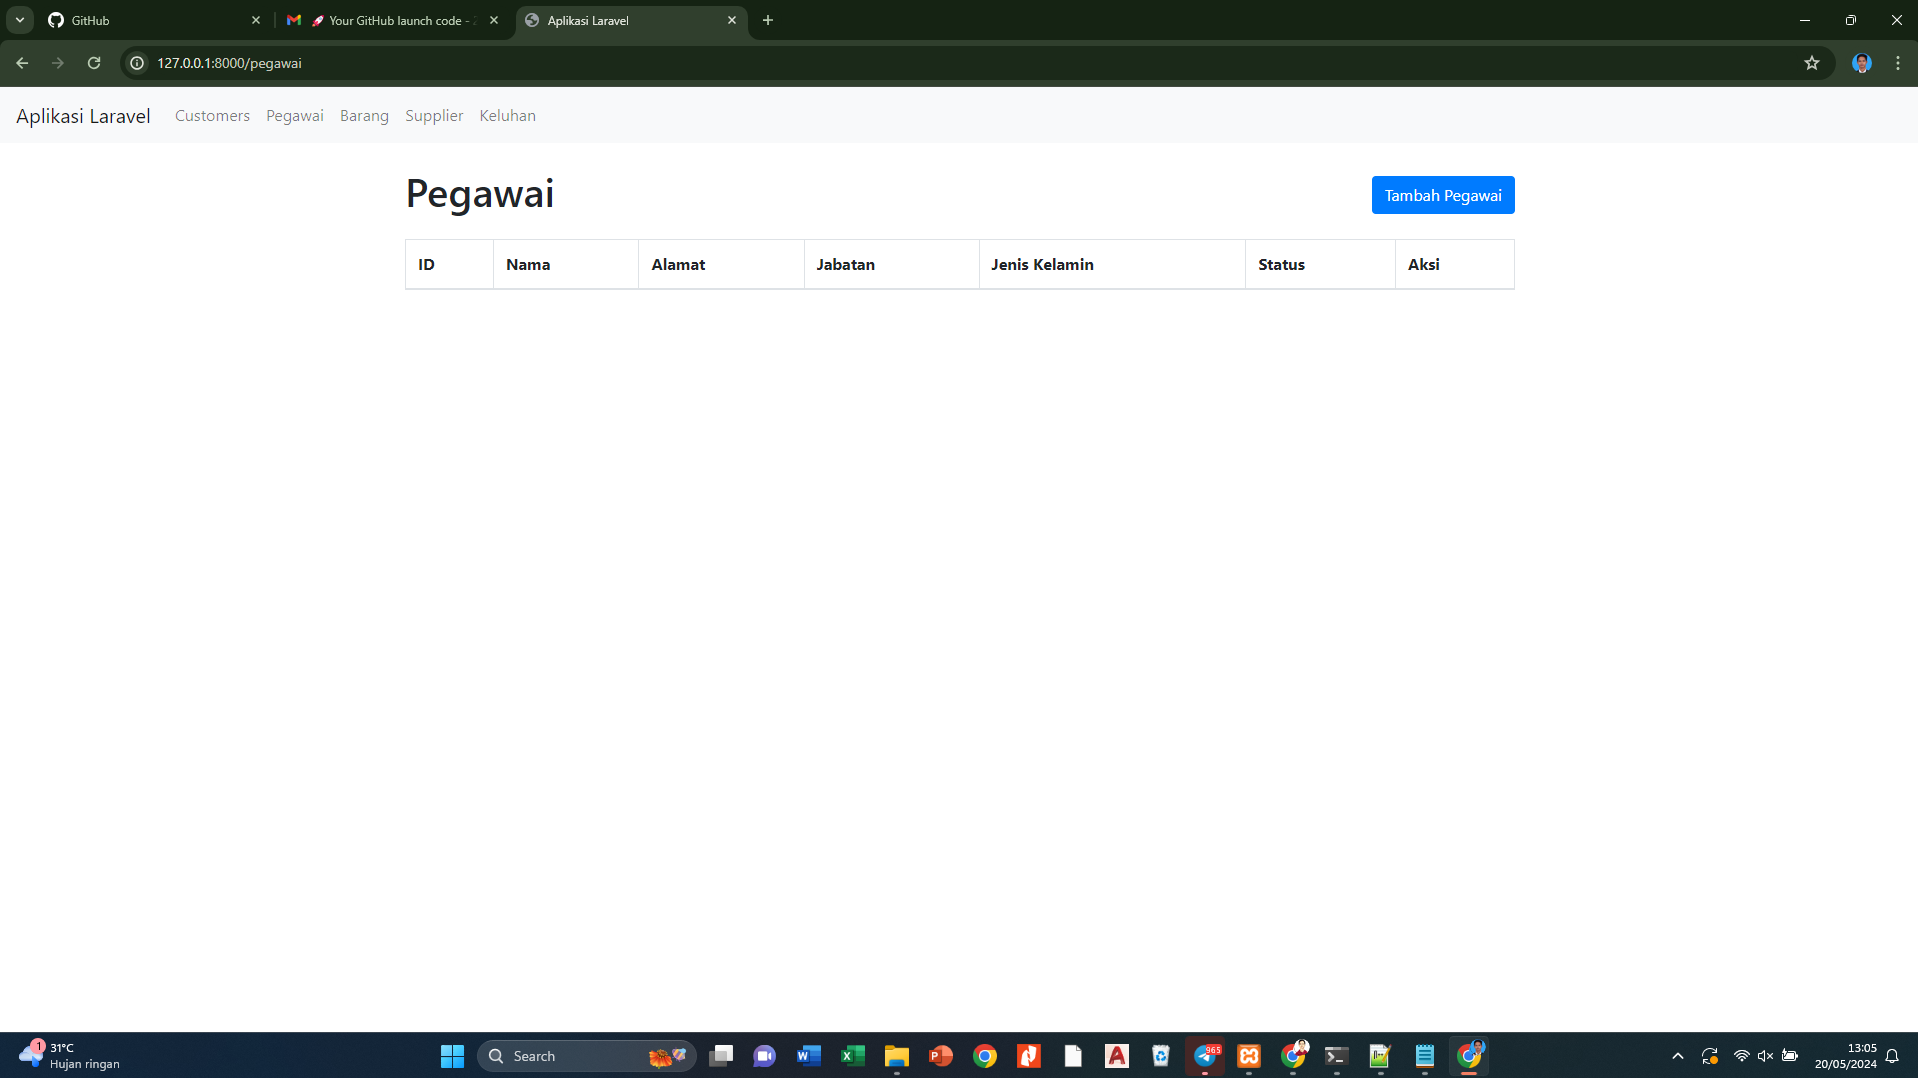 GitHub
Your GitHub launch code -
Aplikasi Laravel
127.0.0.1:8000/pegawai
Aplikasi Laravel Customers Pegawai Barang Supplier Keluhan
Pegawai
Tambah Pegawai
ID Nama Alamat Jabatan Jenis Kelamin Status Aksi
1
31°C
Hujan ringan
Search
965
13:05
20/05/2024